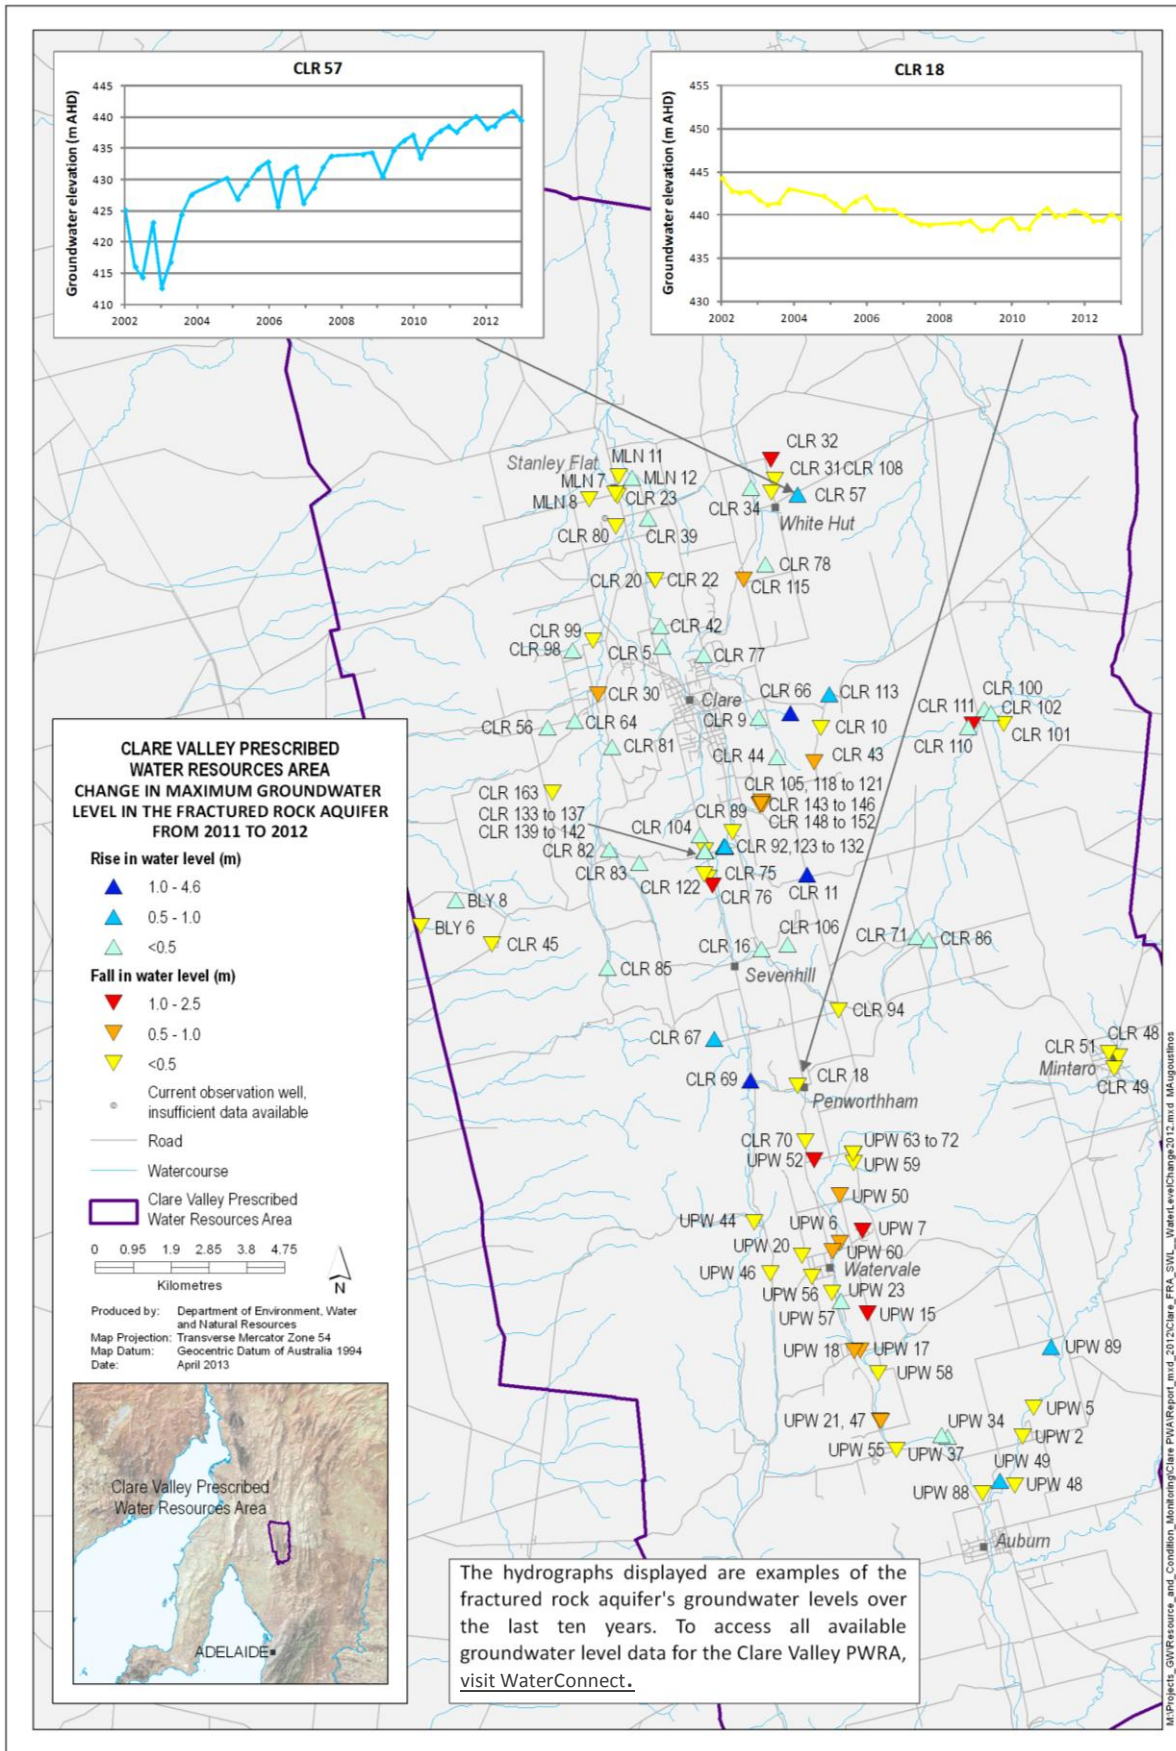 CLR 57
Groundwater elevation (m AHD)
445
440
435
430
425
420
415
410
2002 2004 2006 2008 2010 2012
CLR 18
Groundwater elevation (m AHD)
455
450
445
440
435
430
2002 2004 2006 2008 2010 2012
CLR 32
MLN 11
Stanley Flat
CLR 31 CLR 108
MLN 7
MLN 12
MLN 8
CLR 23
CLR 57
CLR 34
White Hut
CLR 80
CLR 39
CLR 78
CLR 20
CLR 22
CLR 115
CLR 42
CLR 99
CLR 98
CLR 5
CLR 77
CLR 30
Clare
CLR 66
CLR 113
CLR 100
CLR 111
CLR 102
CLR 56
CLR 64
CLR 9
CLR 10
CLR 101
CLR 110
CLR 81
CLR 44
CLR 43
CLR 105, 118 to 121
CLR 163
CLR 143 to 146
CLR 133 to 137
CLR 89
CLR 148 to 152
CLR 139 to 142
CLR 104
CLR 82
CLR 92,123 to 132
CLR 83
CLR 75
CLR 122
CLR 76
CLR 11
BLY 8
BLY 6
CLR 45
CLR 16
CLR 106
CLR 71
CLR 86
CLR 85
Sevenhill
CLR 94
CLR 67
CLR 48
CLR 51
Mintaro
CLR 49
CLR 69
CLR 18
Penworthham
CLR 70
UPW 63 to 72
UPW 52
UPW 59
UPW 50
UPW 44
UPW 6
UPW 7
UPW 20
UPW 60
UPW 46
Watervale
UPW 56
UPW 23
UPW 57
UPW 15
UPW 18
UPW 17
UPW 89
UPW 58
UPW 5
UPW 21, 47
UPW 34
UPW 2
UPW 55
UPW 37
UPW 49
UPW 88
UPW 48
Auburn
CLARE VALLEY PRESCRIBED
WATER RESOURCES AREA
CHANGE IN MAXIMUM GROUNDWATER
LEVEL IN THE FRACTURED ROCK AQUIFER
FROM 2011 TO 2012
Rise in water level (m)
1.0 - 4.6
0.5 - 1.0
<0.5
Fall in water level (m)
1.0 - 2.5
0.5 - 1.0
<0.5
Current observation well,
insufficient data available
Road
Watercourse
Clare Valley Prescribed
Water Resources Area
0 0.95 1.9 2.85 3.8 4.75
Kilometres
N
Produced by: Department of Environment, Water
and Natural Resources
Map Projection: Transverse Mercator Zone 54
Map Datum: Geocentric Datum of Australia 1994
Date: April 2013
Clare Valley Prescribed
Water Resources Area
ADELAIDE
The hydrographs displayed are examples of the
fractured rock aquifer's groundwater levels over
the last ten years. To access all available
groundwater level data for the Clare Valley PWRA,
visit WaterConnect.
M:\Projects_GW\Resource_and_Condition_Monitoring\Clare PWA\Report_mxd_2012\Clare_FRA_SWL_WaterLevelChange2012.mxd MAugoustinos